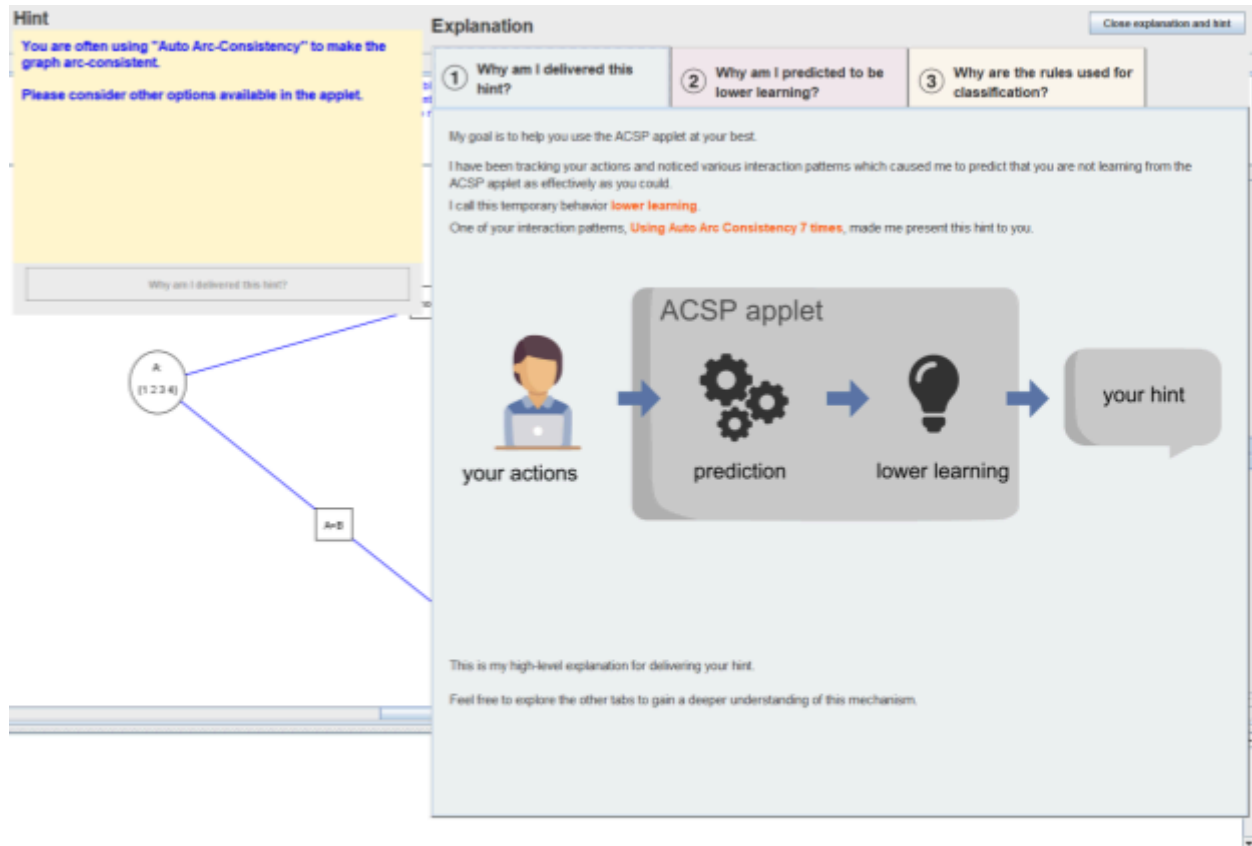 Hint
You are often using "Auto Arc-Consistency" to make the
graph arc-consistent.
Please consider other options available in the applet.
Why am I delivered this hint?
A:
{1 2 3 4}
A=B
Explanation
Close explanation and hint
1 Why am I delivered this
hint?
2 Why am I predicted to be
lower learning?
3 Why are the rules used for
classification?
My goal is to help you use the ACSP applet at your best.
I have been tracking your actions and noticed various interaction patterns which caused me to predict that you are not learning from the
ACSP applet as effectively as you could.
I call this temporary behavior lower learning.
One of your interaction patterns, Using Auto Arc Consistency 7 times, made me present this hint to you.
ACSP applet
your actions
prediction
lower learning
your hint
This is my high-level explanation for delivering your hint.
Feel free to explore the other tabs to gain a deeper understanding of this mechanism.